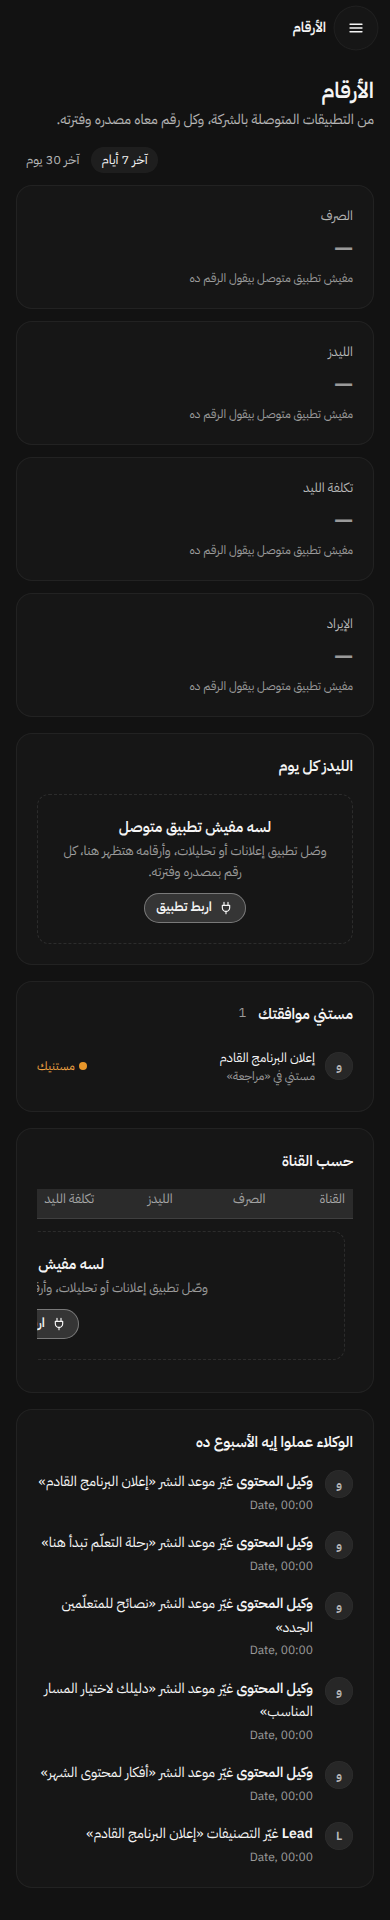 الأرقام
الأرقام
من التطبيقات المتوصلة بالشركة، وكل رقم معاه مصدره وفترته.
آخر 7 أيام
آخر 30 يوم
الصرف
—
مفيش تطبيق متوصل بيقول الرقم ده
الليدز
—
مفيش تطبيق متوصل بيقول الرقم ده
تكلفة الليد
—
مفيش تطبيق متوصل بيقول الرقم ده
الإيراد
—
مفيش تطبيق متوصل بيقول الرقم ده
الليدز كل يوم
لسه مفيش تطبيق متوصل
وصّل تطبيق إعلانات أو تحليلات، وأرقامه هتظهر هنا، كل
رقم بمصدره وفترته.
اربط تطبيق
مستني موافقتك 1
و
إعلان البرنامج القادم
مستنيك
مستني في «مراجعة»
حسب القناة
القناة الصرف الليدز تكلفة الليد
لسه مفيش
وصّل تطبيق إعلانات أو تحليلات، وأرق
ار
الوكلاء عملوا إيه الأسبوع ده
و
وكيل المحتوى غيّر موعد النشر «إعلان البرنامج القادم»
Date, 00:00
و
وكيل المحتوى غيّر موعد النشر «رحلة التعلّم تبدأ هنا»
Date, 00:00
و
وكيل المحتوى غيّر موعد النشر «نصائح للمتعلّمين
الجدد»
Date, 00:00
و
وكيل المحتوى غيّر موعد النشر «دليلك لاختيار المسار
المناسب»
Date, 00:00
و
وكيل المحتوى غيّر موعد النشر «أفكار لمحتوى الشهر»
Date, 00:00
L
Lead غيّر التصنيفات «إعلان البرنامج القادم»
Date, 00:00